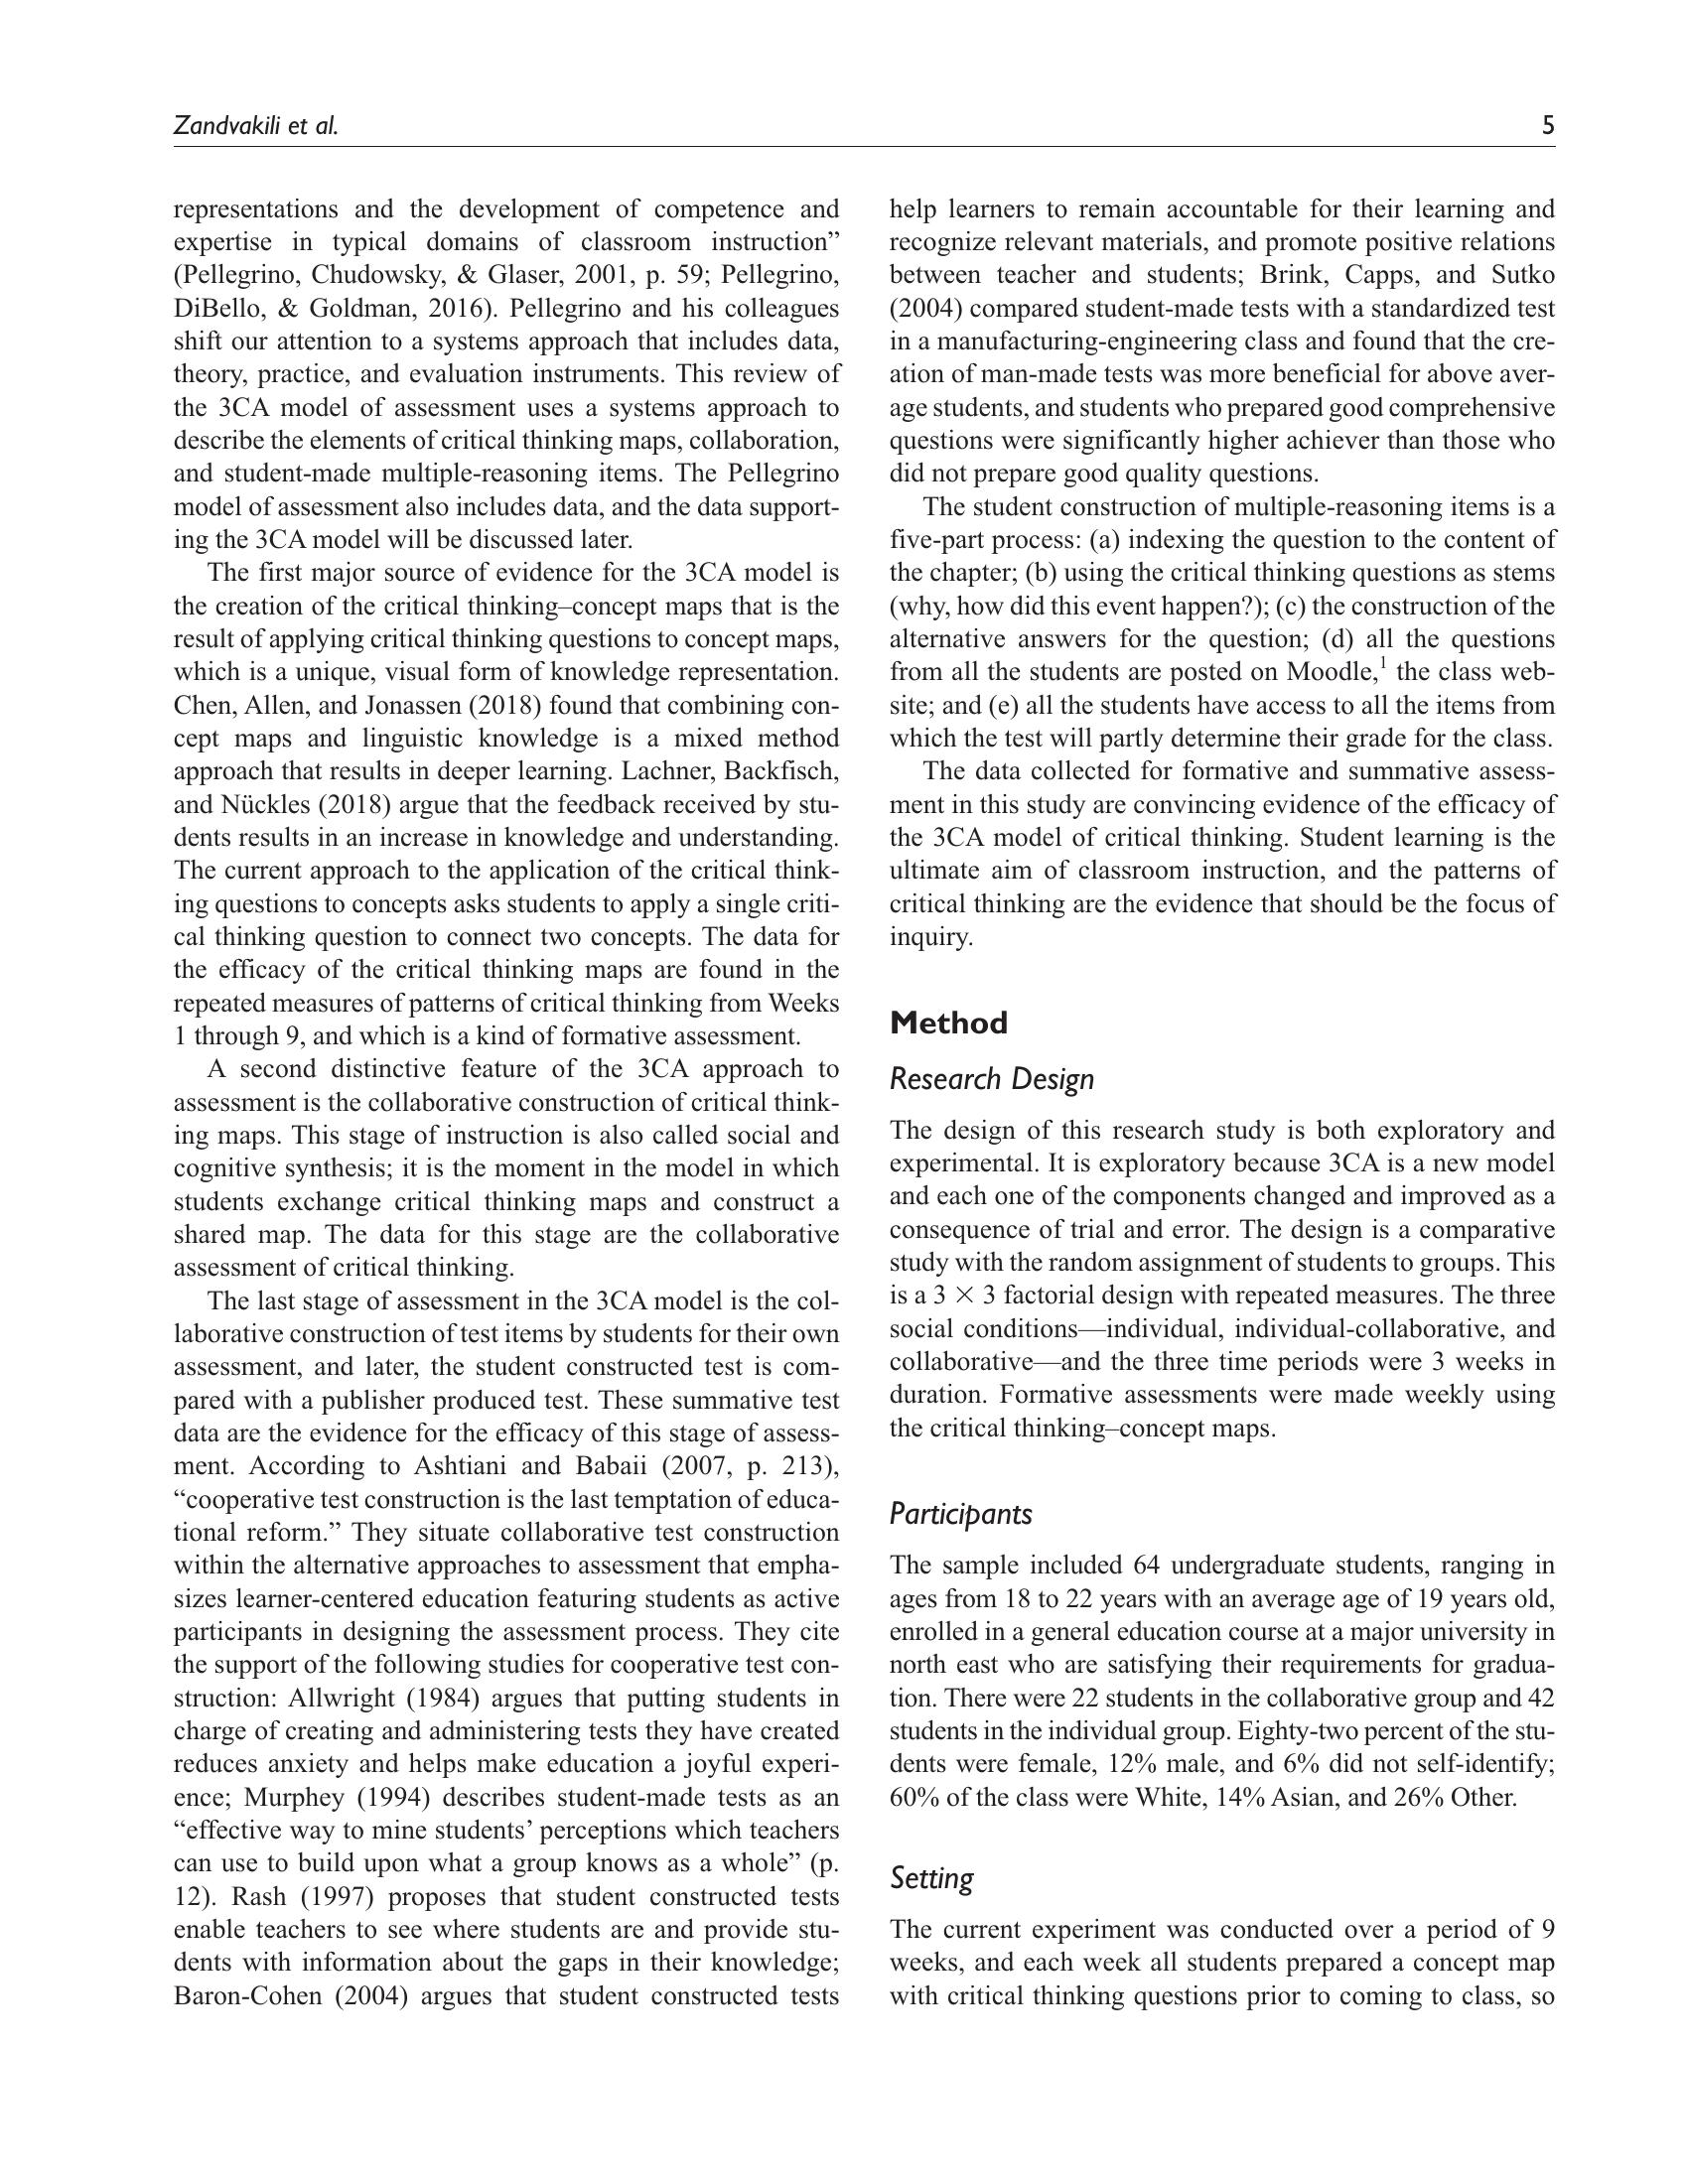 Zandvakili et al.
5
representations and the development of competence and
expertise in typical domains of classroom instruction”
(Pellegrino, Chudowsky, & Glaser, 2001, p. 59; Pellegrino,
DiBello, & Goldman, 2016). Pellegrino and his colleagues
shift our attention to a systems approach that includes data,
theory, practice, and evaluation instruments. This review of
the 3CA model of assessment uses a systems approach to
describe the elements of critical thinking maps, collaboration,
and student-made multiple-reasoning items. The Pellegrino
model of assessment also includes data, and the data support-
ing the 3CA model will be discussed later.
The first major source of evidence for the 3CA model is
the creation of the critical thinking–concept maps that is the
result of applying critical thinking questions to concept maps,
which is a unique, visual form of knowledge representation.
Chen, Allen, and Jonassen (2018) found that combining con-
cept maps and linguistic knowledge is a mixed method
approach that results in deeper learning. Lachner, Backfisch,
and Nückles (2018) argue that the feedback received by stu-
dents results in an increase in knowledge and understanding.
The current approach to the application of the critical think-
ing questions to concepts asks students to apply a single criti-
cal thinking question to connect two concepts. The data for
the efficacy of the critical thinking maps are found in the
repeated measures of patterns of critical thinking from Weeks
1 through 9, and which is a kind of formative assessment.
A second distinctive feature of the 3CA approach to
assessment is the collaborative construction of critical think-
ing maps. This stage of instruction is also called social and
cognitive synthesis; it is the moment in the model in which
students exchange critical thinking maps and construct a
shared map. The data for this stage are the collaborative
assessment of critical thinking.
The last stage of assessment in the 3CA model is the col-
laborative construction of test items by students for their own
assessment, and later, the student constructed test is com-
pared with a publisher produced test. These summative test
data are the evidence for the efficacy of this stage of assess-
ment. According to Ashtiani and Babaii (2007, p. 213),
“cooperative test construction is the last temptation of educa-
tional reform.” They situate collaborative test construction
within the alternative approaches to assessment that empha-
sizes learner-centered education featuring students as active
participants in designing the assessment process. They cite
the support of the following studies for cooperative test con-
struction: Allwright (1984) argues that putting students in
charge of creating and administering tests they have created
reduces anxiety and helps make education a joyful experi-
ence; Murphey (1994) describes student-made tests as an
“effective way to mine students’ perceptions which teachers
can use to build upon what a group knows as a whole” (p.
12). Rash (1997) proposes that student constructed tests
enable teachers to see where students are and provide stu-
dents with information about the gaps in their knowledge;
Baron-Cohen (2004) argues that student constructed tests
help learners to remain accountable for their learning and
recognize relevant materials, and promote positive relations
between teacher and students; Brink, Capps, and Sutko
(2004) compared student-made tests with a standardized test
in a manufacturing-engineering class and found that the cre-
ation of man-made tests was more beneficial for above aver-
age students, and students who prepared good comprehensive
questions were significantly higher achiever than those who
did not prepare good quality questions.
The student construction of multiple-reasoning items is a
five-part process: (a) indexing the question to the content of
the chapter; (b) using the critical thinking questions as stems
(why, how did this event happen?); (c) the construction of the
alternative answers for the question; (d) all the questions
from all the students are posted on Moodle,1 the class web-
site; and (e) all the students have access to all the items from
which the test will partly determine their grade for the class.
The data collected for formative and summative assess-
ment in this study are convincing evidence of the efficacy of
the 3CA model of critical thinking. Student learning is the
ultimate aim of classroom instruction, and the patterns of
critical thinking are the evidence that should be the focus of
inquiry.
Method
Research Design
The design of this research study is both exploratory and
experimental. It is exploratory because 3CA is a new model
and each one of the components changed and improved as a
consequence of trial and error. The design is a comparative
study with the random assignment of students to groups. This
is a 3 × 3 factorial design with repeated measures. The three
social conditions—individual, individual-collaborative, and
collaborative—and the three time periods were 3 weeks in
duration. Formative assessments were made weekly using
the critical thinking–concept maps.
Participants
The sample included 64 undergraduate students, ranging in
ages from 18 to 22 years with an average age of 19 years old,
enrolled in a general education course at a major university in
north east who are satisfying their requirements for gradua-
tion. There were 22 students in the collaborative group and 42
students in the individual group. Eighty-two percent of the stu-
dents were female, 12% male, and 6% did not self-identify;
60% of the class were White, 14% Asian, and 26% Other.
Setting
The current experiment was conducted over a period of 9
weeks, and each week all students prepared a concept map
with critical thinking questions prior to coming to class, so